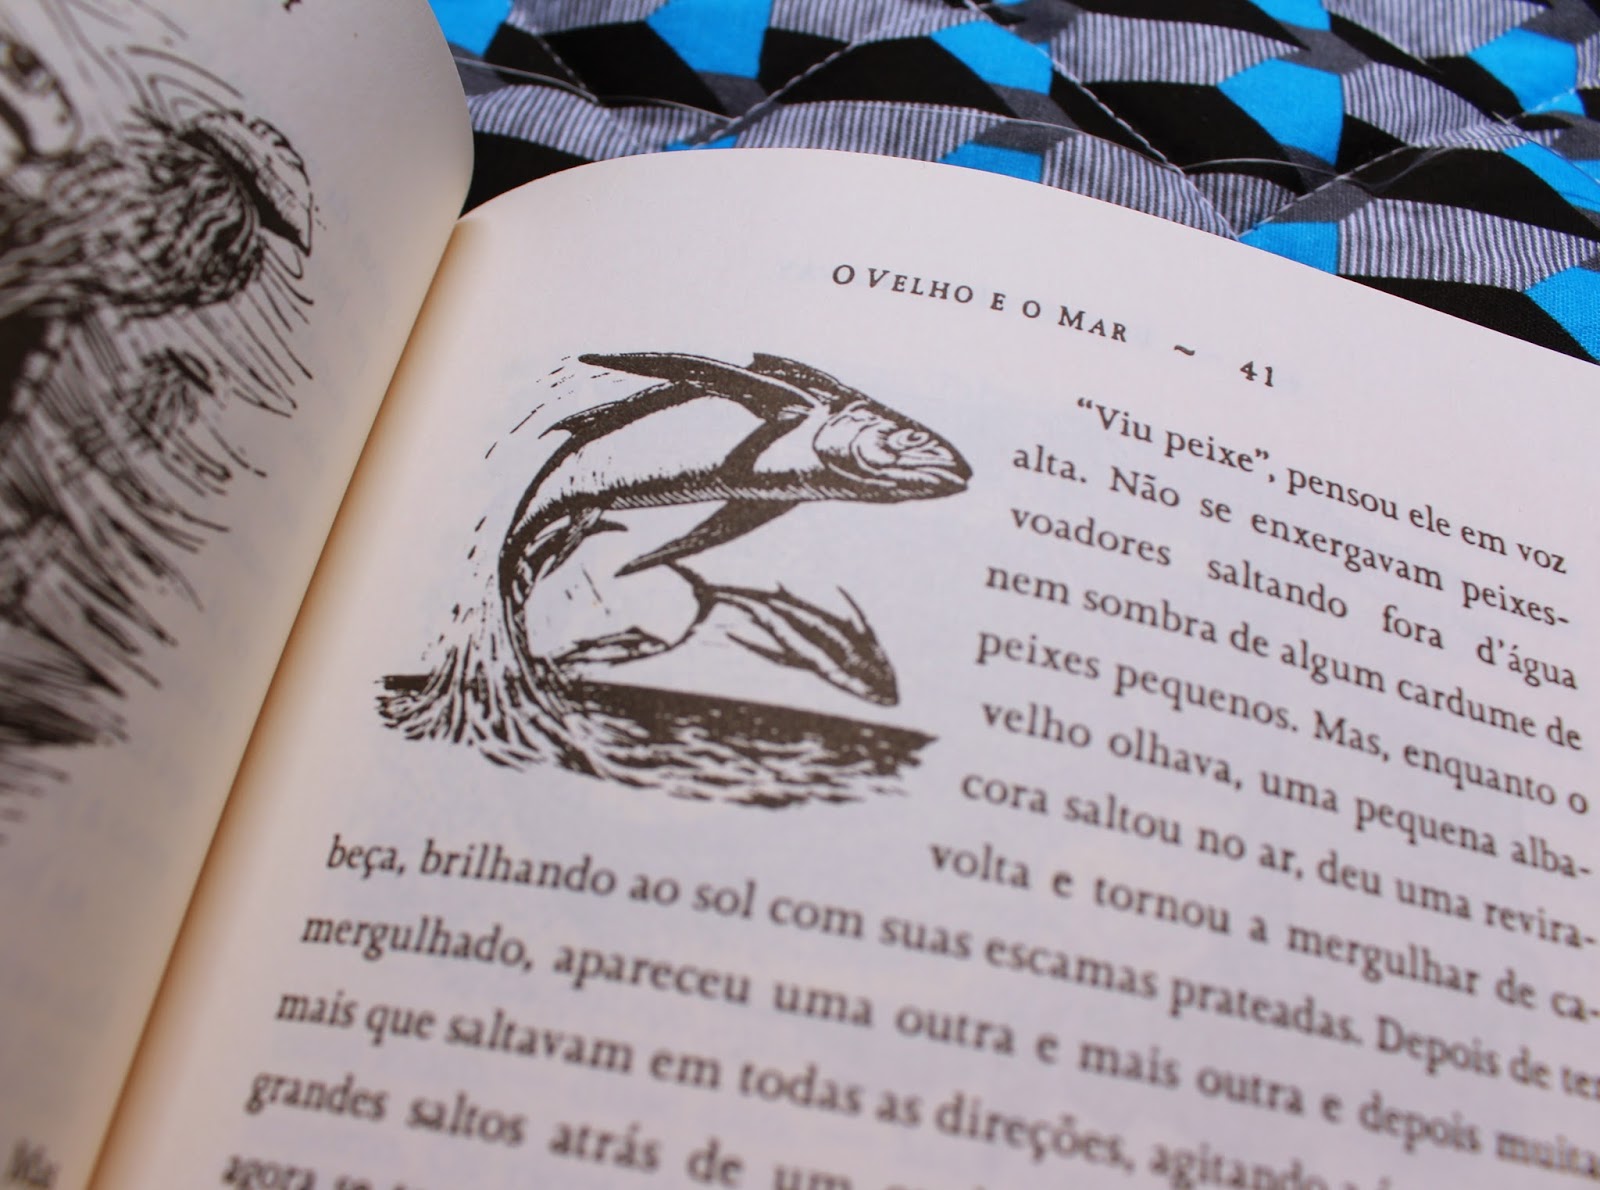 O VELHO E O MAR ~ 41
“Viu peixe”, pensou ele em voz
alta. Não se enxergavam peixes-
voadores saltando fora d’água
nem sombra de algum cardume de
peixes pequenos. Mas, enquanto o
velho olhava, uma pequena alba-
cora saltou no ar, deu uma revira-
volta e tornou a mergulhar de ca-
beça, brilhando ao sol com suas escamas prateadas. Depois de ter
mergulhado, apareceu uma outra e mais outra e depois muita
mais que saltavam em todas as direções, agitando
grandes saltos atrás de um
agora se